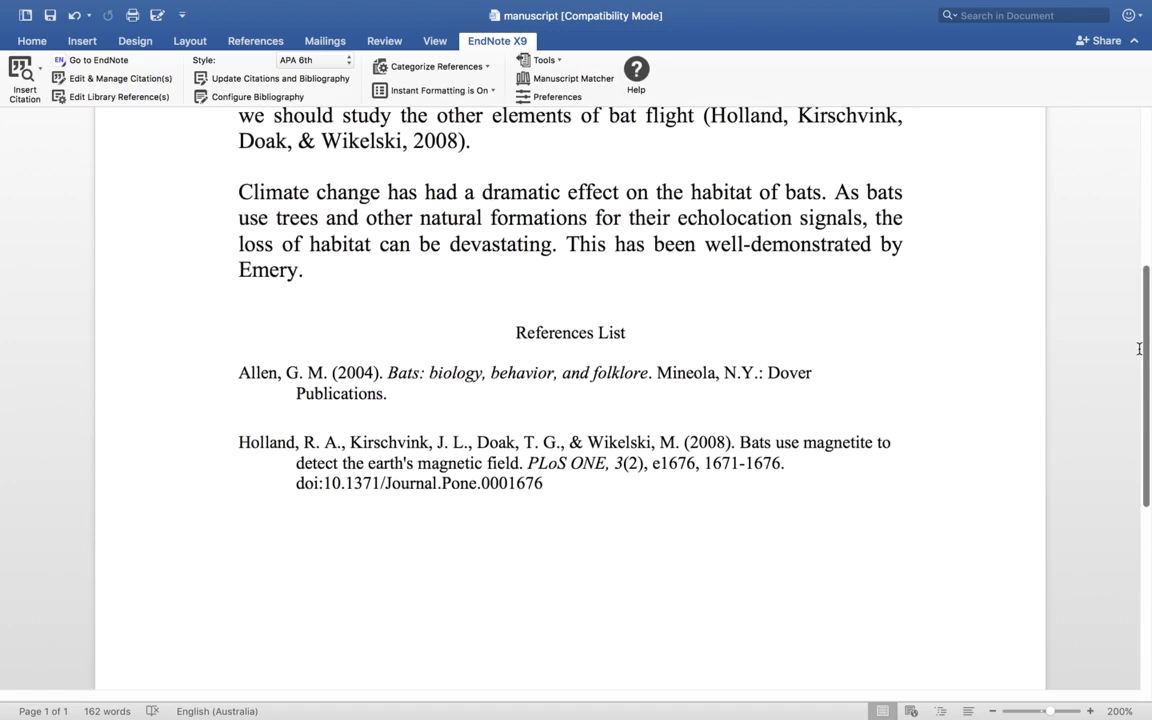 manuscript [Compatibility Mode]
Search in Document
Home Insert Design Layout References Mailings Review View EndNote X9
Share
Insert Citation
EN Go to EndNote
Edit & Manage Citation(s)
Edit Library Reference(s)
Style: APA 6th
Update Citations and Bibliography
Configure Bibliography
Categorize References
Instant Formatting is On
Tools
Manuscript Matcher
Preferences
? Help
we should study the other elements of bat flight (Holland, Kirschvink,
Doak, & Wikelski, 2008).
Climate change has had a dramatic effect on the habitat of bats. As bats
use trees and other natural formations for their echolocation signals, the
loss of habitat can be devastating. This has been well-demonstrated by
Emery.
References List
Allen, G. M. (2004). Bats: biology, behavior, and folklore. Mineola, N.Y.: Dover
Publications.
Holland, R. A., Kirschvink, J. L., Doak, T. G., & Wikelski, M. (2008). Bats use magnetite to
detect the earth's magnetic field. PLoS ONE, 3(2), e1676, 1671-1676.
doi:10.1371/Journal.Pone.0001676
Page 1 of 1 162 words English (Australia) 200%